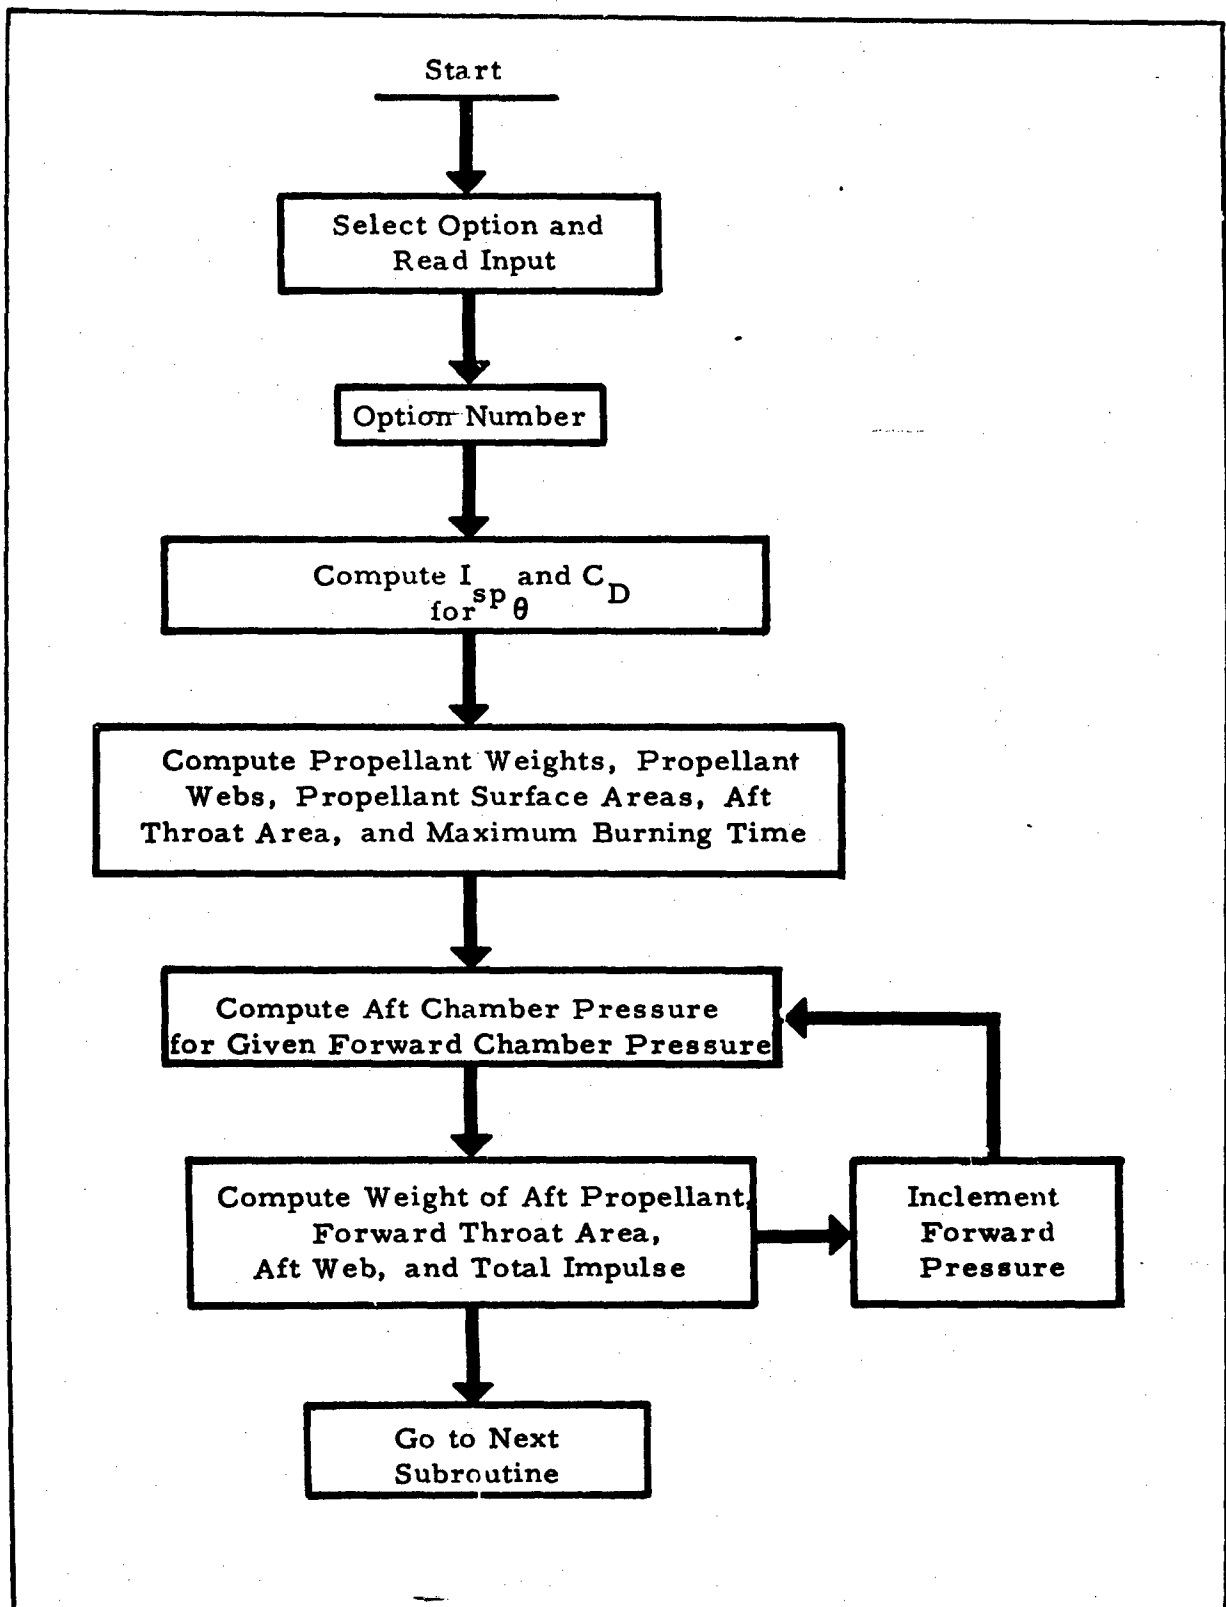 Start
Select Option and
Read Input
Option Number
Compute I_sp and C_D
for θ
Compute Propellant Weights, Propellant
Webs, Propellant Surface Areas, Aft
Throat Area, and Maximum Burning Time
Compute Aft Chamber Pressure
for Given Forward Chamber Pressure
Compute Weight of Aft Propellant,
Forward Throat Area,
Aft Web, and Total Impulse
Inclement
Forward
Pressure
Go to Next
Subroutine